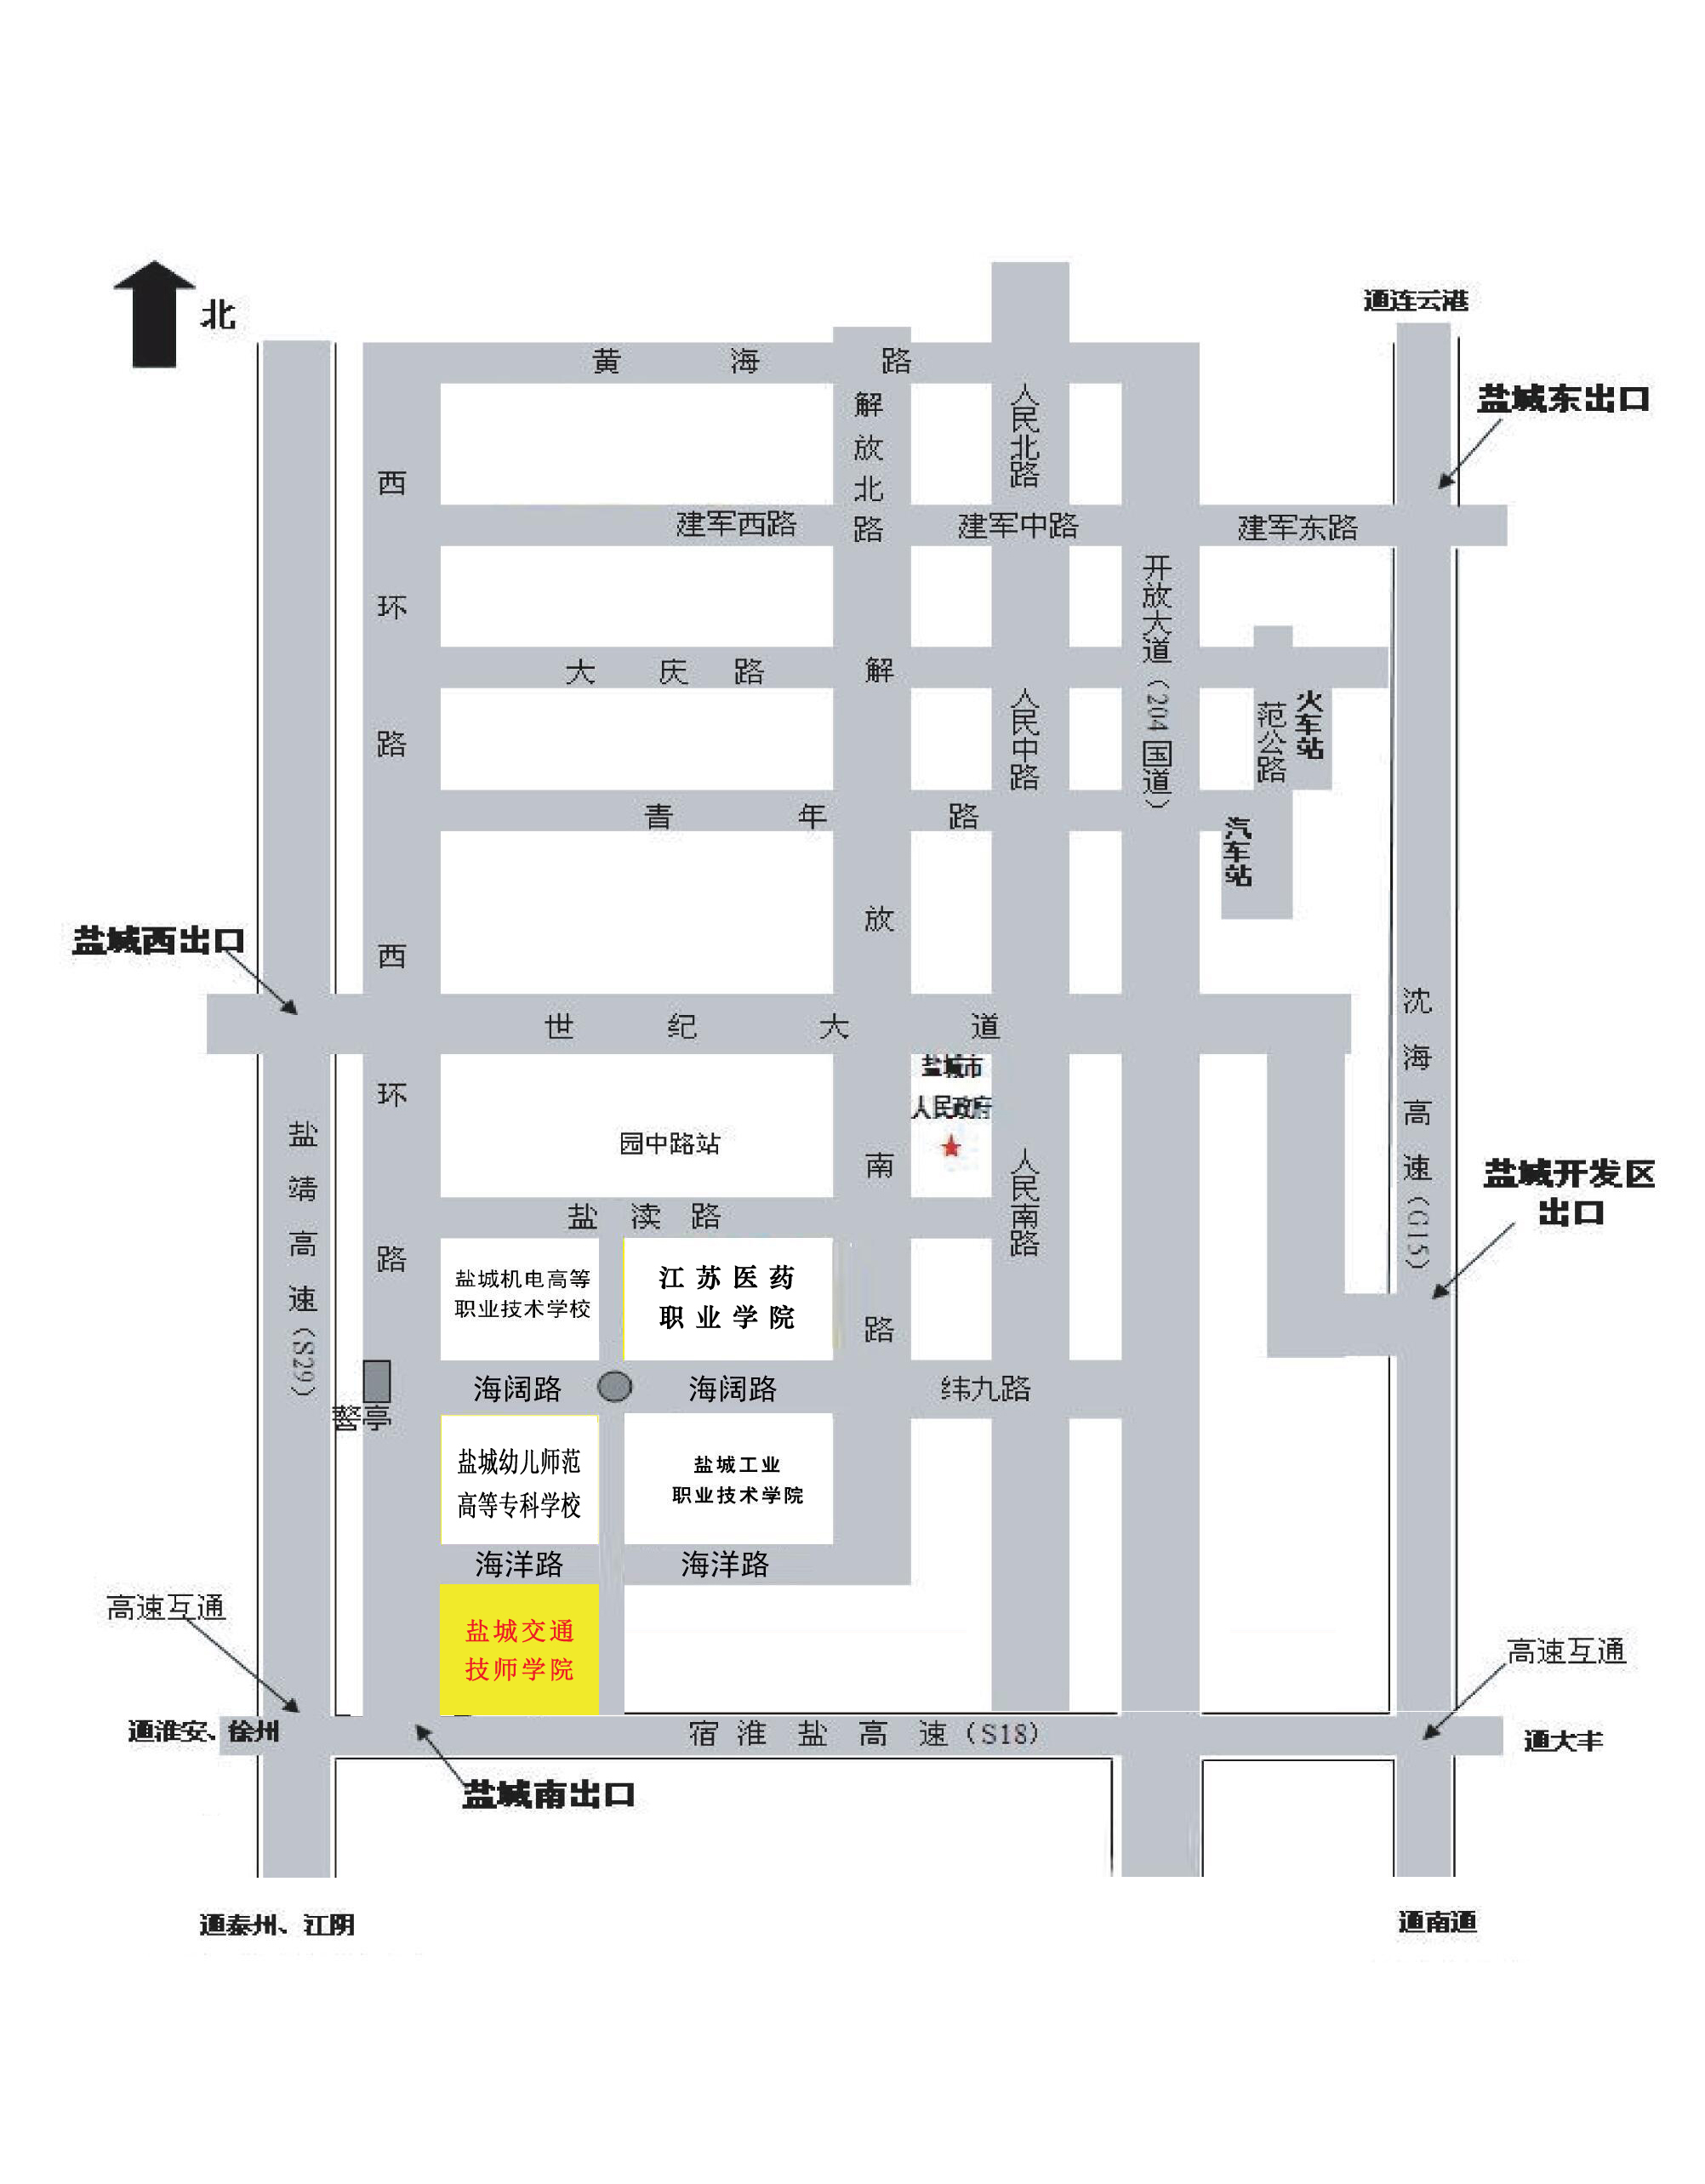 北
通连云港
盐城东出口
黄海路
解放北路
人民北路
西环路
建军西路
建军中路
建军东路
开放大道（204国道）
大庆路
人民中路
范公路
火车站
青年路
汽车站
解放南路
盐城西出口
西环路
世纪大道
沈海高速（G15）
盐城市
人民政府
盐靖高速（S29）
园中路站
人民南路
盐城开发区
出口
盐渎路
盐城机电高等
职业技术学校
江苏医药
职业学院
海阔路
海阔路
纬九路
警亭
盐城幼儿师范
高等专科学校
盐城工业
职业技术学院
海洋路
海洋路
高速互通
盐城交通
技师学院
高速互通
通淮安、徐州
宿淮盐高速（S18）
通大丰
盐城南出口
通泰州、江阴
通南通